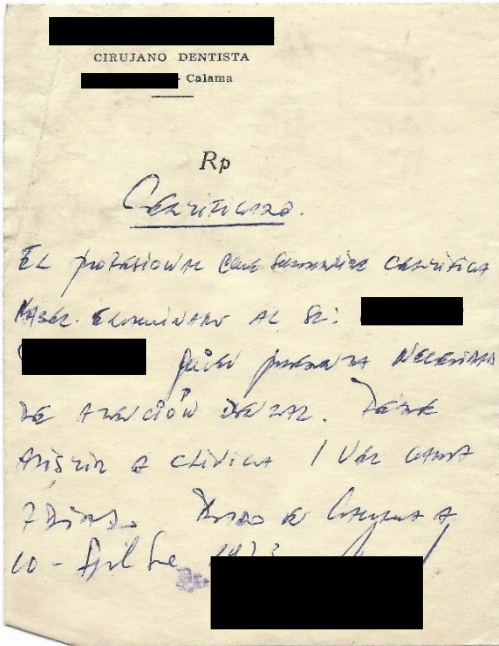 CIRUJANO DENTISTA
- Calama
Rp
Certificado.
El profesional que suscribe certifica
haber examinado al Sr:
quien presenta necesidad
de atención dental. Debe
asistir a clínica 1 vez cada
7 días. Dado en Calama a
10 - Abril de 1973